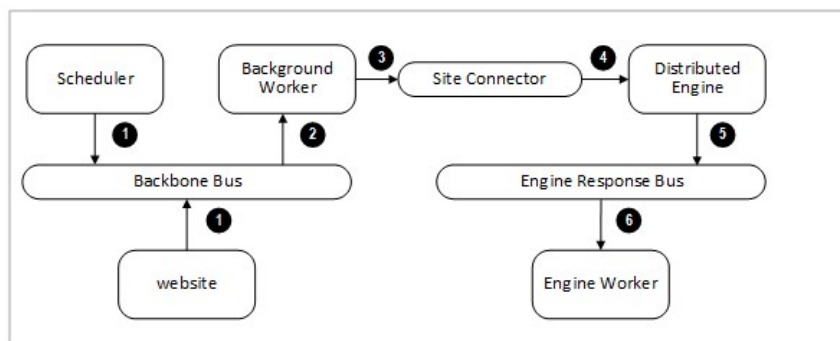 Scheduler
Background
Worker
3
Site Connector
4
Distributed
Engine
1
2
5
Backbone Bus
Engine Response Bus
1
6
website
Engine Worker